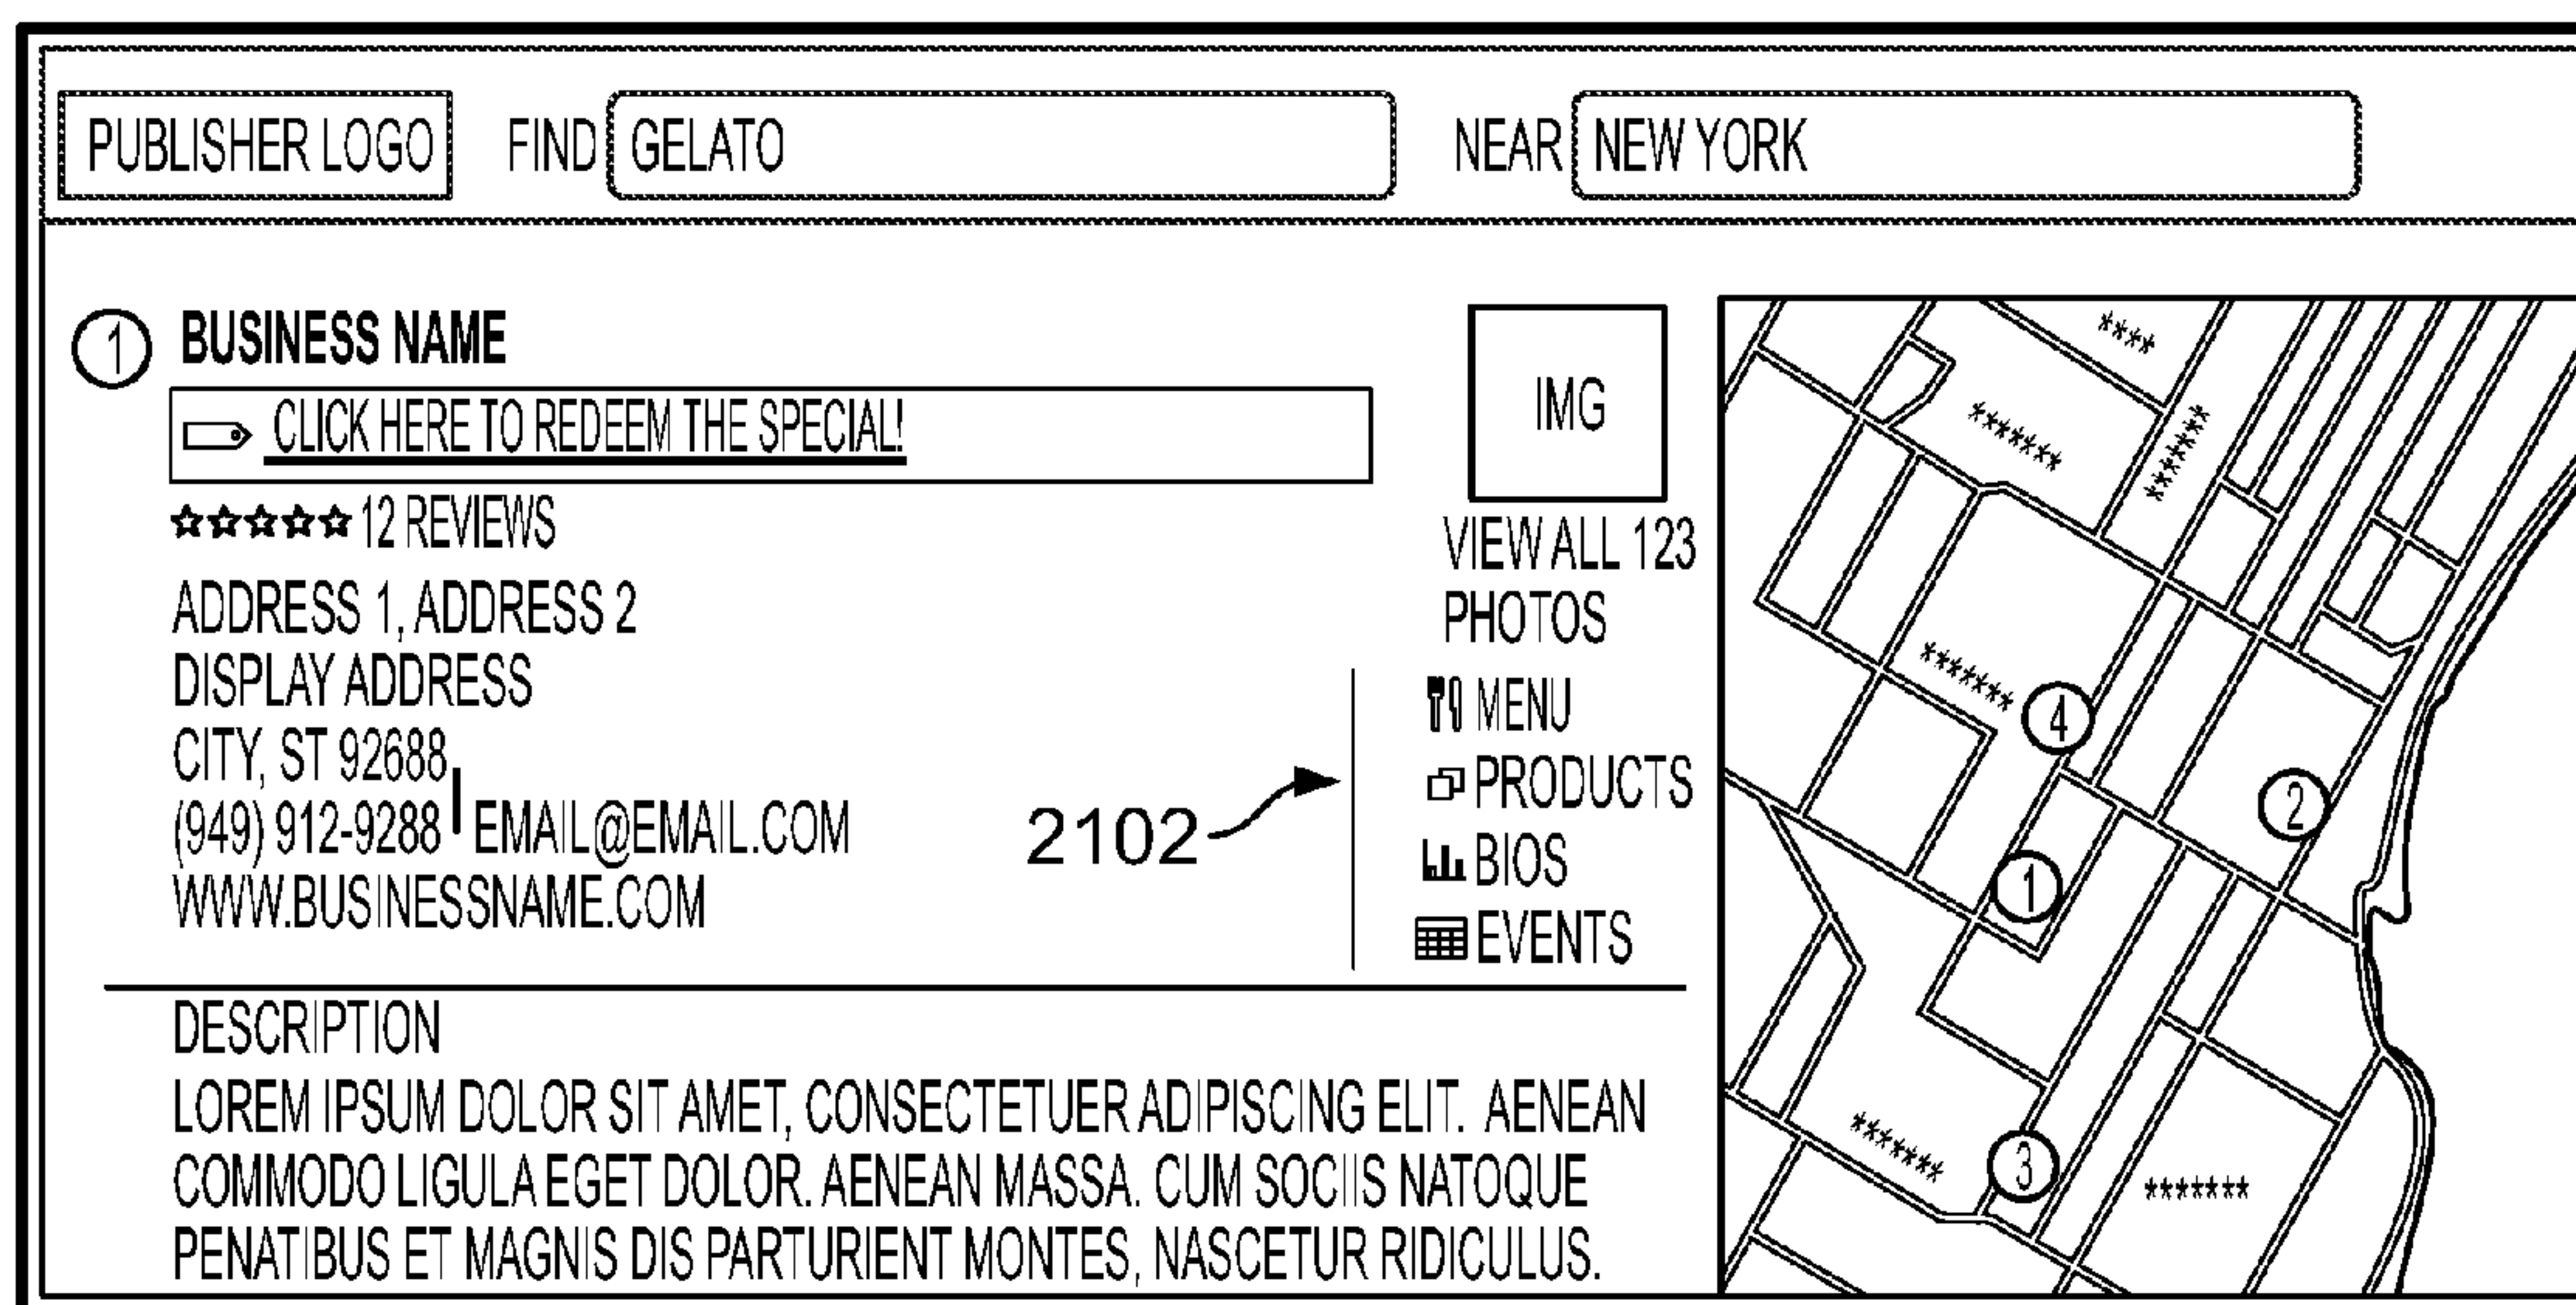 PUBLISHER LOGO FIND GELATO NEAR NEW YORK
1 BUSINESS NAME
CLICK HERE TO REDEEM THE SPECIAL!
12 REVIEWS
ADDRESS 1, ADDRESS 2
DISPLAY ADDRESS
CITY, ST 92688
(949) 912-9288 | EMAIL@EMAIL.COM
WWW.BUSINESSNAME.COM
IMG
VIEW ALL 123
PHOTOS
2102
MENU
PRODUCTS
BIOS
EVENTS
DESCRIPTION
LOREM IPSUM DOLOR SIT AMET, CONSECTETUER ADIPISCING ELIT. AENEAN
COMMODO LIGULA EGET DOLOR. AENEAN MASSA. CUM SOCIIS NATOQUE
PENATIBUS ET MAGNIS DIS PARTURIENT MONTES, NASCETUR RIDICULUS.
****
*******
*******
*******
4
2
1
*******
3
*******